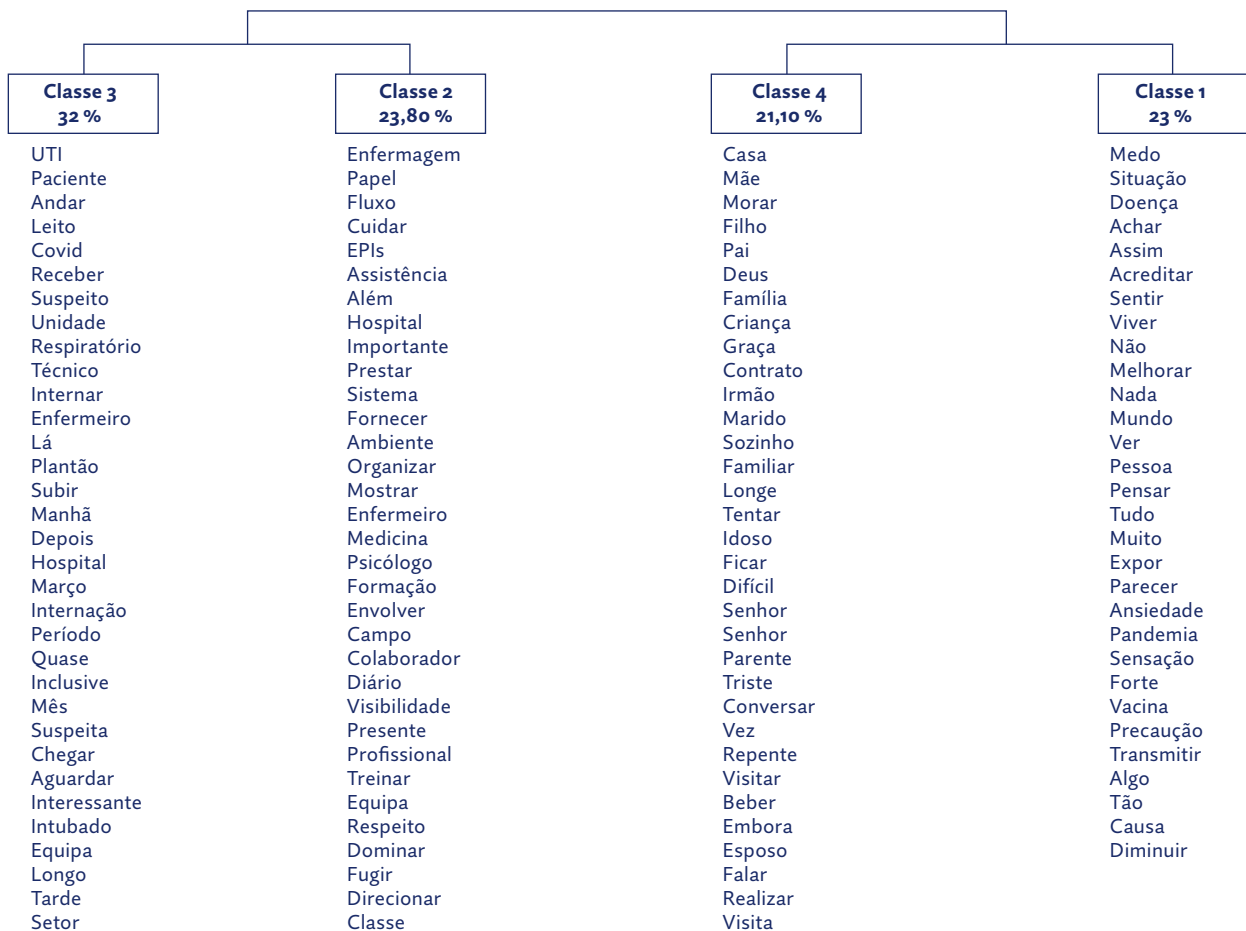 Classe 3
32 %
UTI
Paciente
Andar
Leito
Covid
Receber
Suspeito
Unidade
Respiratório
Técnico
Internar
Enfermeiro
Lá
Plantão
Subir
Manhã
Depois
Hospital
Março
Internação
Período
Quase
Inclusive
Mês
Suspeita
Chegar
Aguardar
Interessante
Intubado
Equipa
Longo
Tarde
Setor
Classe 2
23,80 %
Enfermagem
Papel
Fluxo
Cuidar
EPIs
Assistência
Além
Hospital
Importante
Prestar
Sistema
Fornecer
Ambiente
Organizar
Mostrar
Enfermeiro
Medicina
Psicólogo
Formação
Envolver
Campo
Colaborador
Diário
Visibilidade
Presente
Profissional
Treinar
Equipa
Respeito
Dominar
Fugir
Direcionar
Classe
Classe 4
21,10 %
Casa
Mãe
Morar
Filho
Pai
Deus
Família
Criança
Graça
Contrato
Irmão
Marido
Sozinho
Familiar
Longe
Tentar
Idoso
Ficar
Difícil
Senhor
Senhor
Parente
Triste
Conversar
Vez
Repente
Visitar
Beber
Embora
Esposo
Falar
Realizar
Visita
Classe 1
23 %
Medo
Situação
Doença
Achar
Assim
Acreditar
Sentir
Viver
Não
Melhorar
Nada
Mundo
Ver
Pessoa
Pensar
Tudo
Muito
Expor
Parecer
Ansiedade
Pandemia
Sensação
Forte
Vacina
Precaução
Transmitir
Algo
Tão
Causa
Diminuir